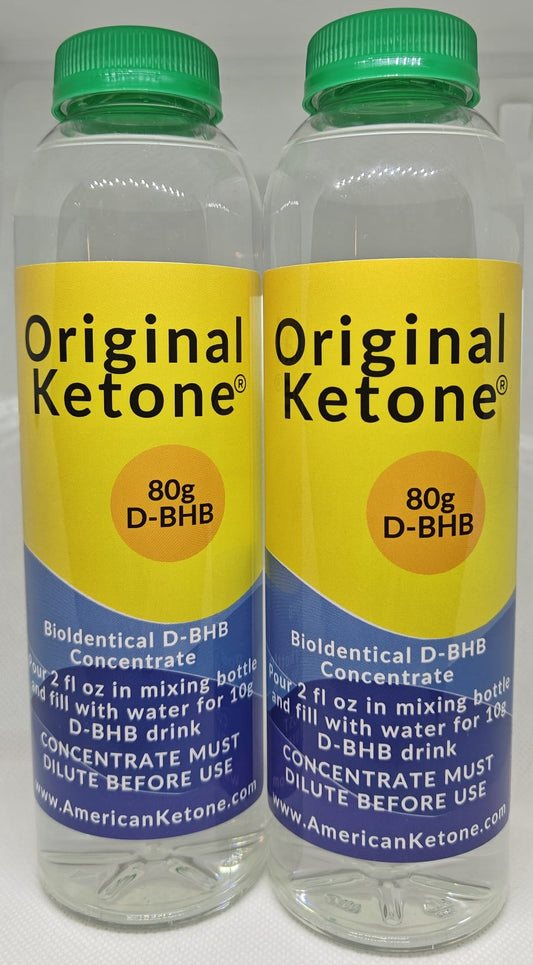 Original
Ketone®
80g
D-BHB
BioIdentical D-BHB
Concentrate
Pour 2 fl oz in mixing bottle
and fill with water for 10g
D-BHB drink
CONCENTRATE MUST
DILUTE BEFORE USE
www.AmericanKetone.com
Original
Ketone®
80g
D-BHB
BioIdentical D-BHB
Concentrate
Pour 2 fl oz in mixing bottle
and fill with water for 10g
D-BHB drink
CONCENTRATE MUST
DILUTE BEFORE USE
www.AmericanKetone.com